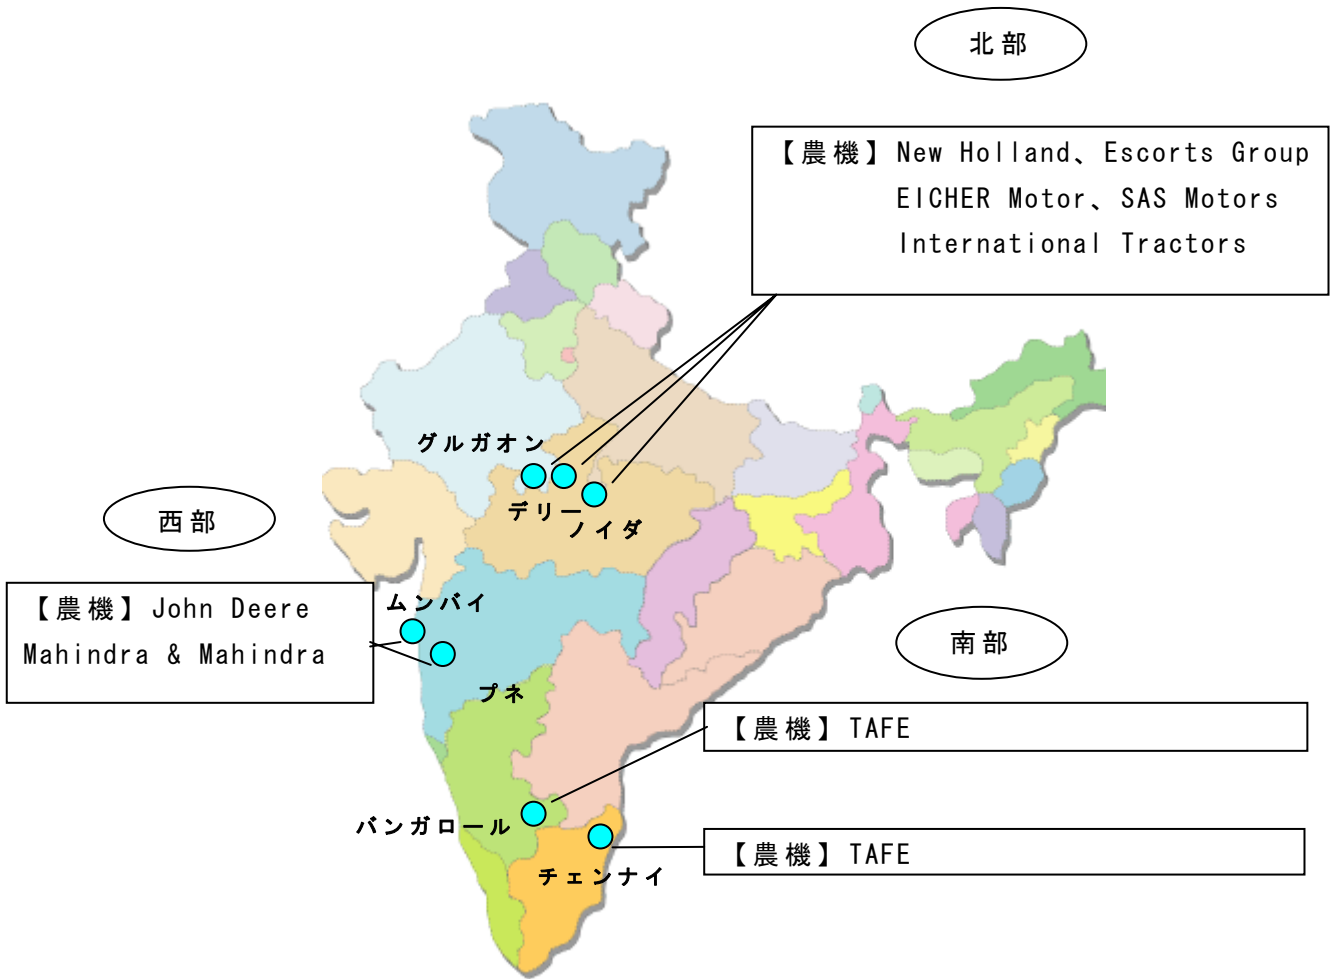 北部
【農機】New Holland、Escorts Group
EICHER Motor、SAS Motors
International Tractors
グルガオン
デリー
ノイダ
西部
【農機】John Deere
Mahindra & Mahindra
ムンバイ
プネ
南部
【農機】TAFE
バンガロール
【農機】TAFE
チェンナイ